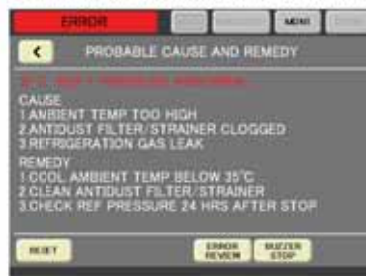 ERROR
MENU
<
PROBABLE CAUSE AND REMEDY
CAUSE
1.AMBIENT TEMP TOO HIGH
2.ANTIDUST FILTER/STRAINER CLOGGED
3.REFRIGERATION GAS LEAK
REMEDY
1.COOL AMBIENT TEMP BELOW 35°C
2.CLEAN ANTIDUST FILTER/STRAINER
3.CHECK REF PRESSURE 24 HRS AFTER STOP
RESET
ERROR REVIEW
BUZZER STOP